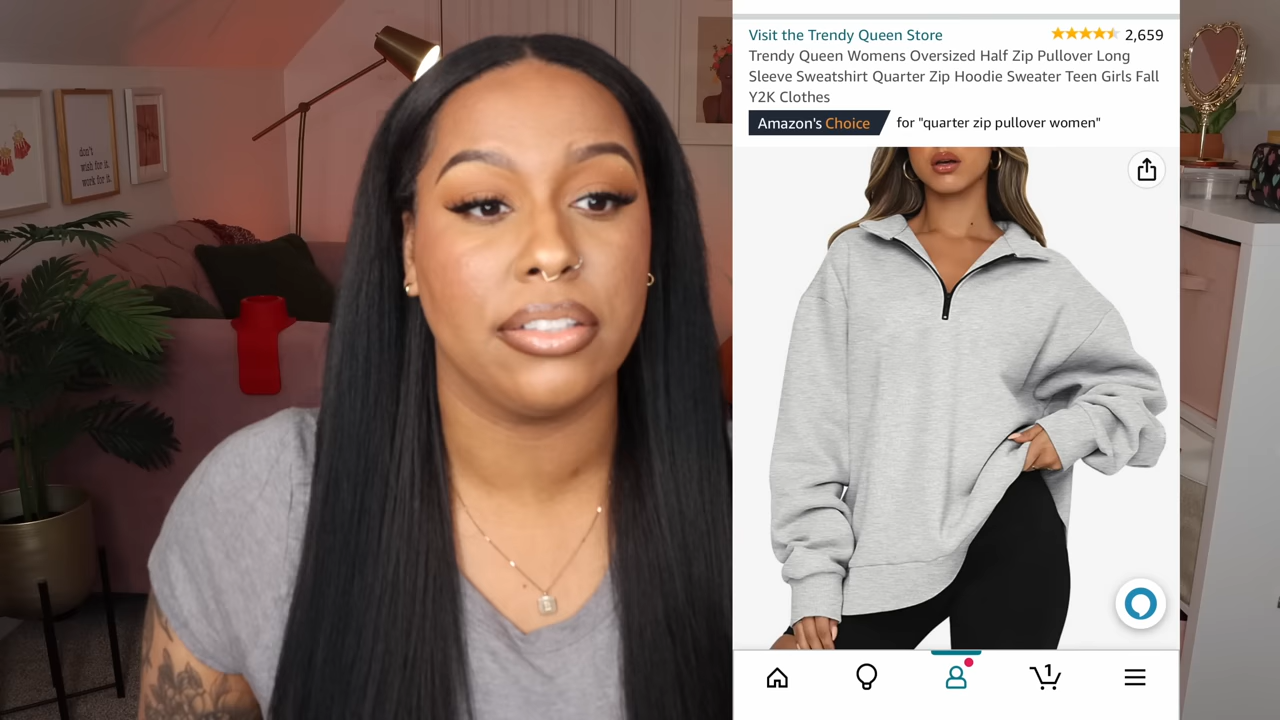 don't
wish for it.
work for it.
Visit the Trendy Queen Store
2,659
Trendy Queen Womens Oversized Half Zip Pullover Long
Sleeve Sweatshirt Quarter Zip Hoodie Sweater Teen Girls Fall
Y2K Clothes
Amazon's Choice for "quarter zip pullover women"
1